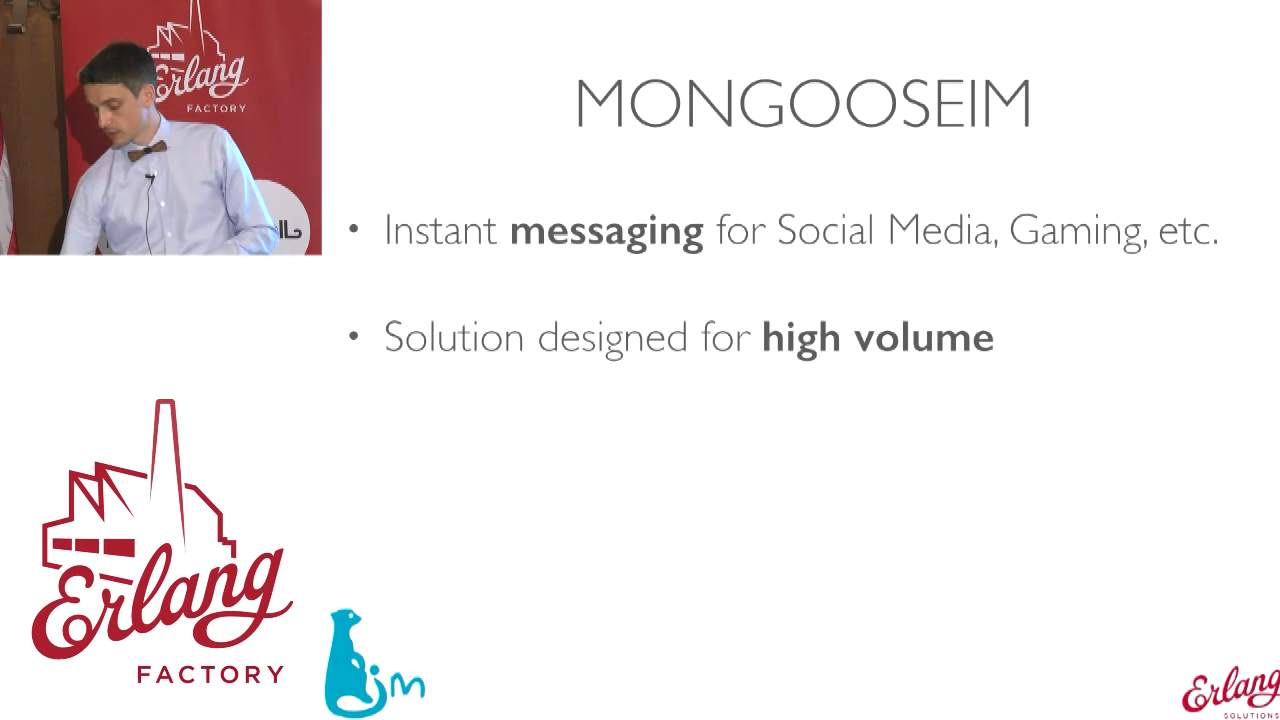 Erlang
FACTORY
MONGOOSEIM
• Instant messaging for Social Media, Gaming, etc.
• Solution designed for high volume
Erlang
FACTORY
im
Erlang
SOLUTIONS